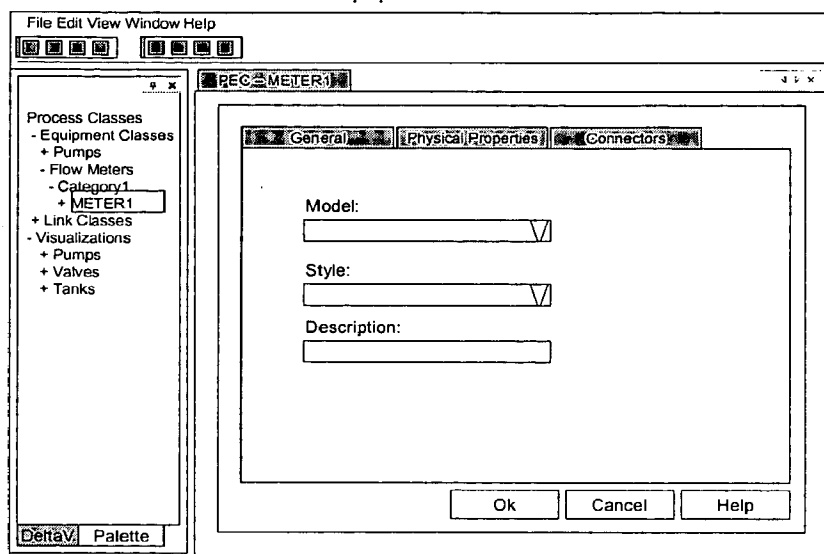 File Edit View Window Help
PEC – METER1
Process Classes
- Equipment Classes
+ Pumps
- Flow Meters
- Category1
+ METER1
+ Link Classes
- Visualizations
+ Pumps
+ Valves
+ Tanks
DeltaV Palette
General Physical Properties Connectors
Model:
Style:
Description:
Ok Cancel Help